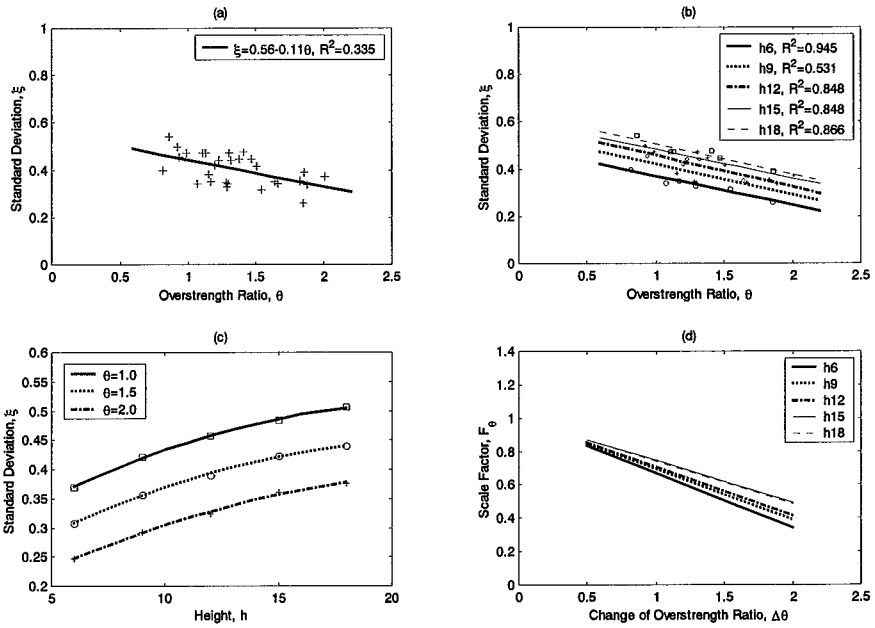 (a)
1
0.8
0.6
0.4
0.2
0
0
0.5
1
1.5
2
2.5
Standard Deviation, ξ
Overstrength Ratio, θ
ξ=0.56-0.11θ, R²=0.335
(b)
1
0.8
0.6
0.4
0.2
0
0
0.5
1
1.5
2
2.5
Standard Deviation, ξ
Overstrength Ratio, θ
h6, R²=0.945
h9, R²=0.531
h12, R²=0.848
h15, R²=0.848
h18, R²=0.866
(c)
0.6
0.55
0.5
0.45
0.4
0.35
0.3
0.25
0.2
5
10
15
20
Standard Deviation, ξ
Height, h
θ=1.0
θ=1.5
θ=2.0
(d)
1.4
1.2
1
0.8
0.6
0.4
0.2
0
0
0.5
1
1.5
2
2.5
Scale Factor, F_θ
Change of Overstrength Ratio, Δθ
h6
h9
h12
h15
h18